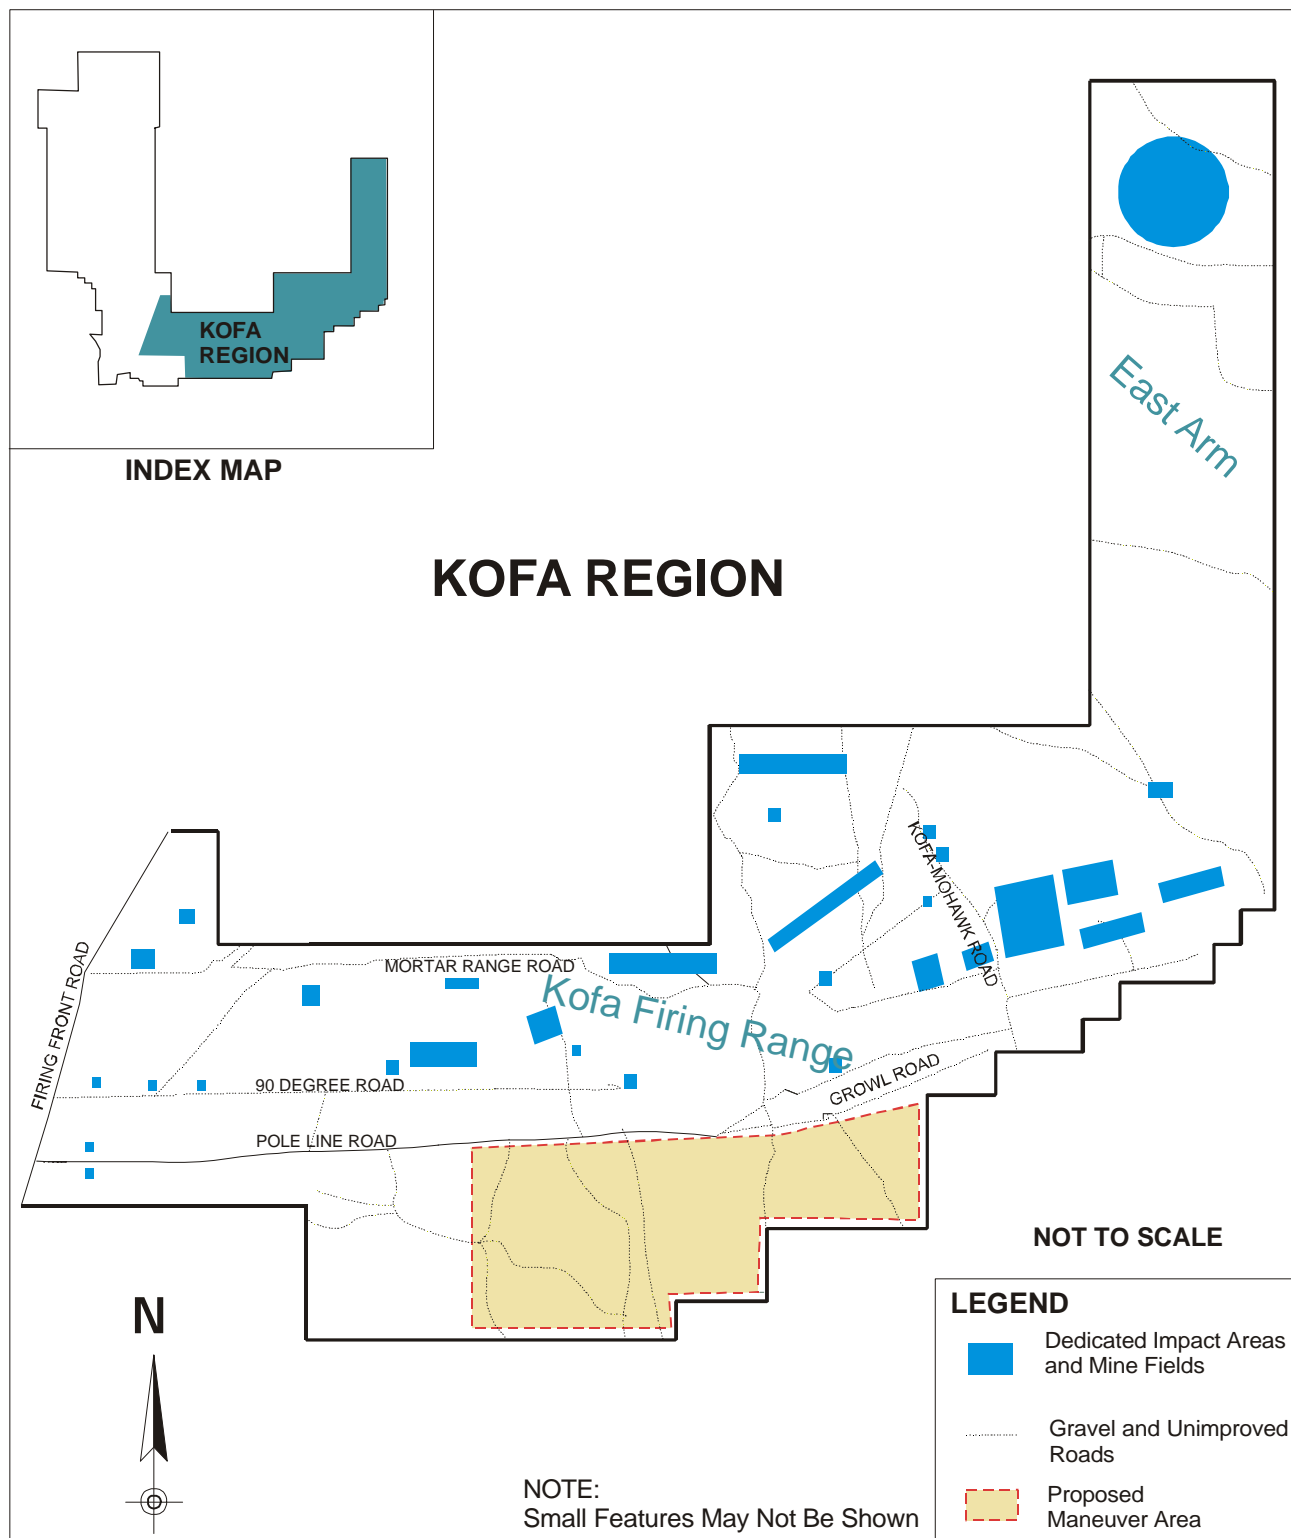 KOFA
REGION
INDEX MAP
East Arm
KOFA REGION
KOFA-MOHAWK ROAD
FIRING FRONT ROAD
MORTAR RANGE ROAD
Kofa Firing Range
90 DEGREE ROAD
GROWL ROAD
POLE LINE ROAD
NOT TO SCALE
N
LEGEND
Dedicated Impact Areas
and Mine Fields
Gravel and Unimproved
Roads
Proposed
Maneuver Area
NOTE:
Small Features May Not Be Shown